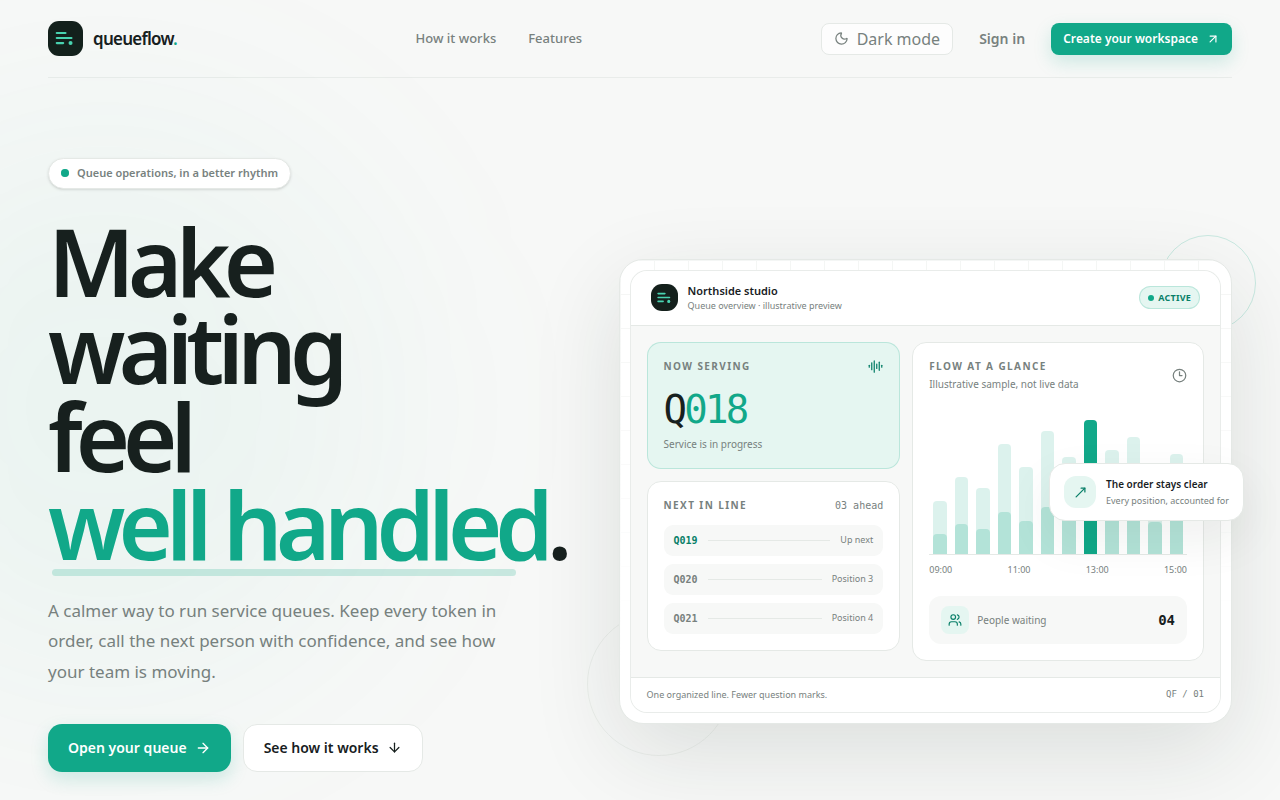 queueflow.
How it works
Features
Dark mode
Sign in
Create your workspace
Queue operations, in a better rhythm
Make
waiting
feel
well handled.
A calmer way to run service queues. Keep every token in
order, call the next person with confidence, and see how
your team is moving.
Open your queue
See how it works
Northside studio
Queue overview · illustrative preview
ACTIVE
NOW SERVING
Q018
Service is in progress
NEXT IN LINE
03 ahead
Q019
Up next
Q020
Position 3
Q021
Position 4
FLOW AT A GLANCE
Illustrative sample, not live data
The order stays clear
Every position, accounted for
09:00
11:00
13:00
15:00
People waiting
04
One organized line. Fewer question marks.
QF / 01